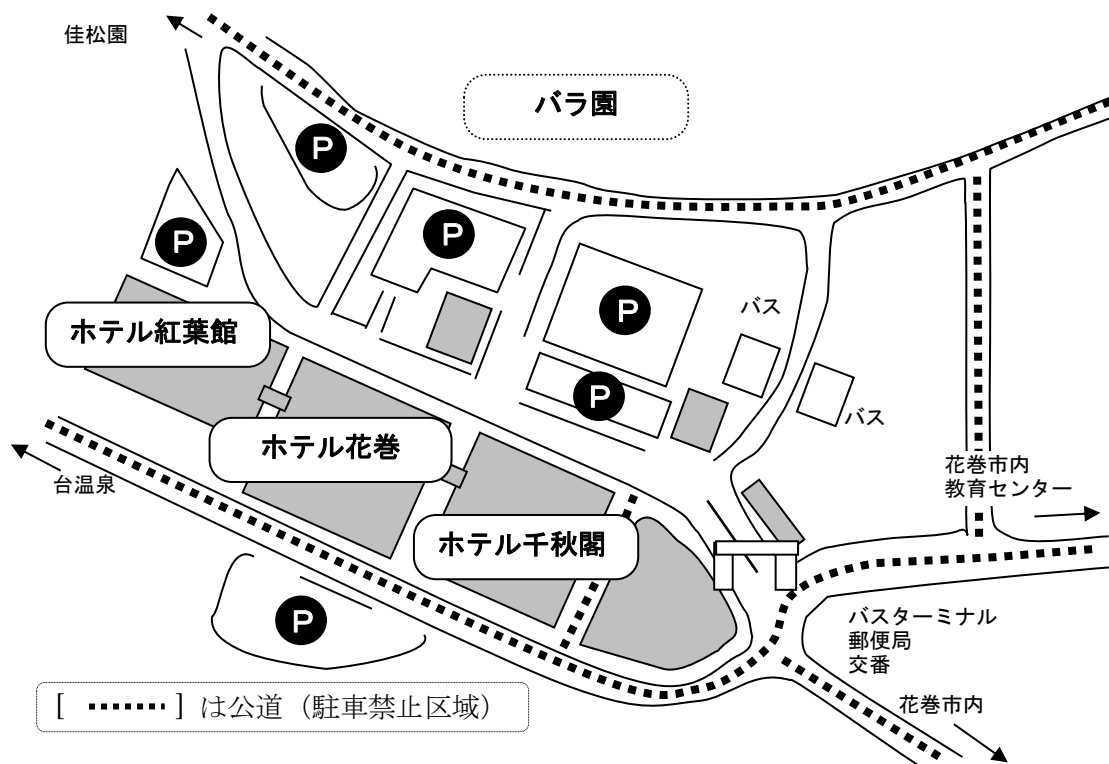 佳松園
バラ園
P
P
P
P
バス
ホテル紅葉館
P
バス
ホテル花巻
台温泉
花巻市内
教育センター
ホテル千秋閣
P
バスターミナル
郵便局
交番
[ ] は公道（駐車禁止区域）
花巻市内